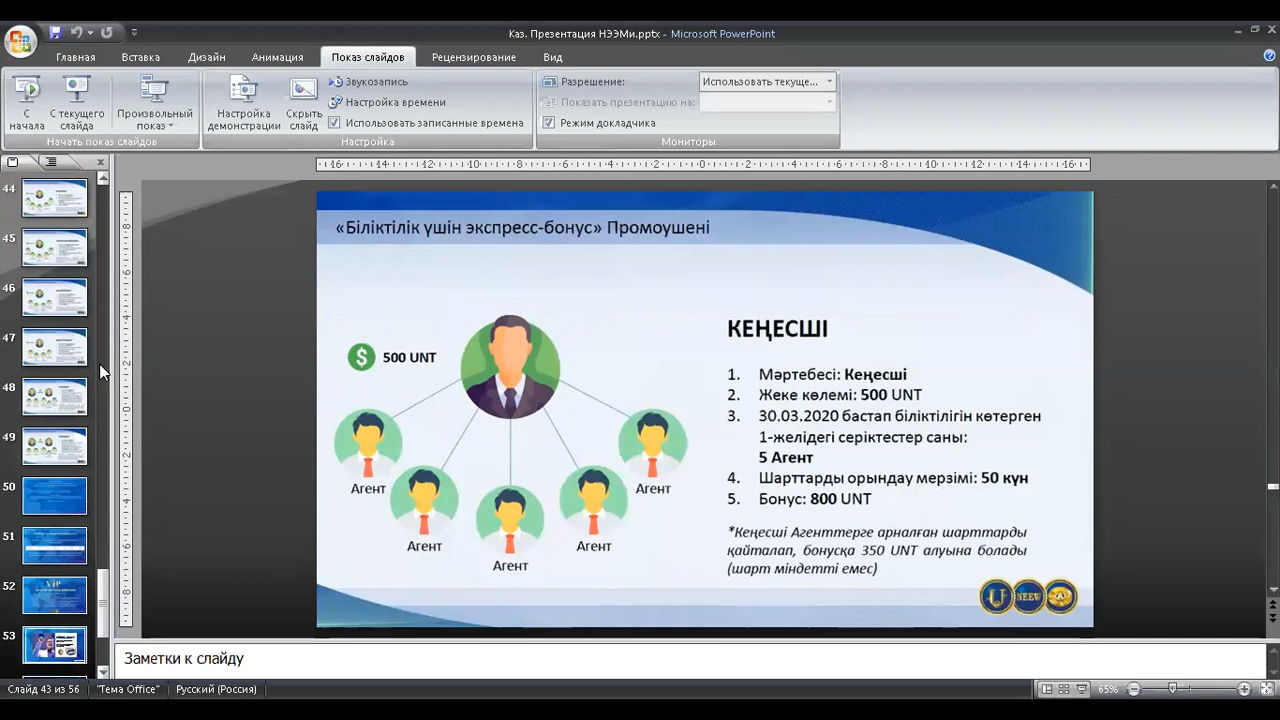 Каз. Презентация НЭЭМи.pptx - Microsoft PowerPoint
Главная Вставка Дизайн Анимация Показ слайдов Рецензирование Вид
С начала
С текущего слайда
Произвольный показ
Начать показ слайдов
Настройка демонстрации
Скрыть слайд
Звукозапись
Настройка времени
Использовать записанные времена
Настройка
Разрешение: Использовать текуще...
Показать презентацию на:
Режим докладчика
Мониторы
44
45
46
47
48
49
50
51
52
VIP
53
«Біліктілік үшін экспресс-бонус» Промоушені
$ 500 UNT
Агент
Агент
Агент
Агент
Агент
КЕҢЕСШІ
1. Мәртебесі: Кеңесші
2. Жеке көлемі: 500 UNT
3. 30.03.2020 бастап біліктілігін көтерген
1-желідегі серіктестер саны:
5 Агент
4. Шарттарды орындау мерзімі: 50 күн
5. Бонус: 800 UNT
*Кеңесші Агенттерге арналған шарттарды
қайталап, бонусқа 350 UNT алуына болады
(шарт міндетті емес)
NEEW
Заметки к слайду
Слайд 43 из 56 "Тема Office" Русский (Россия) 65%